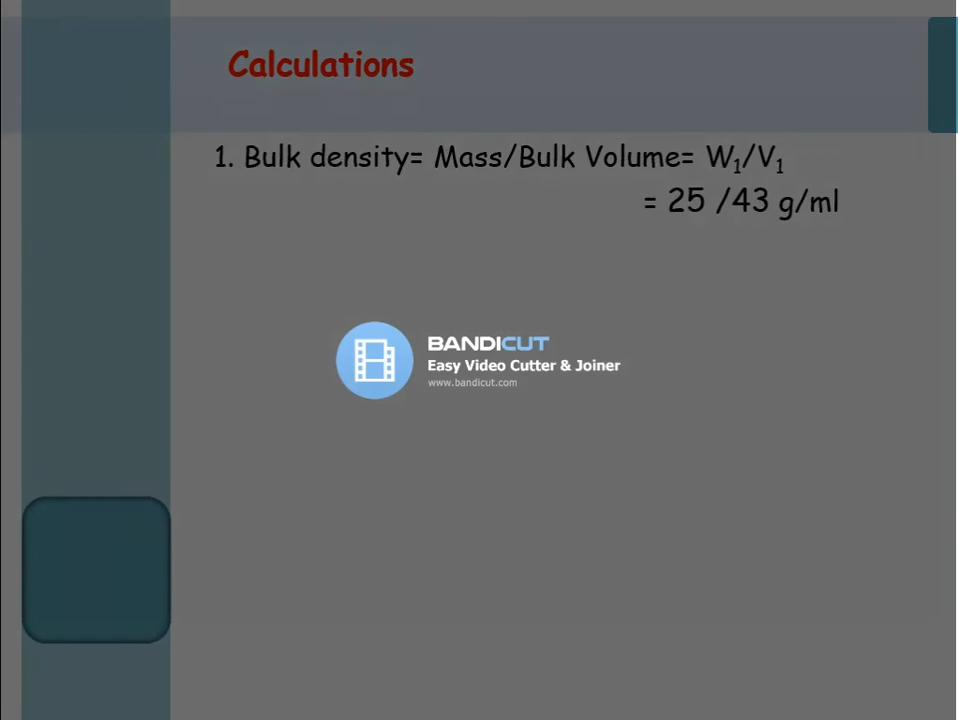 Calculations
1. Bulk density= Mass/Bulk Volume= W₁/V₁
= 25 /43 g/ml
BANDICUT
Easy Video Cutter & Joiner
www.bandicut.com